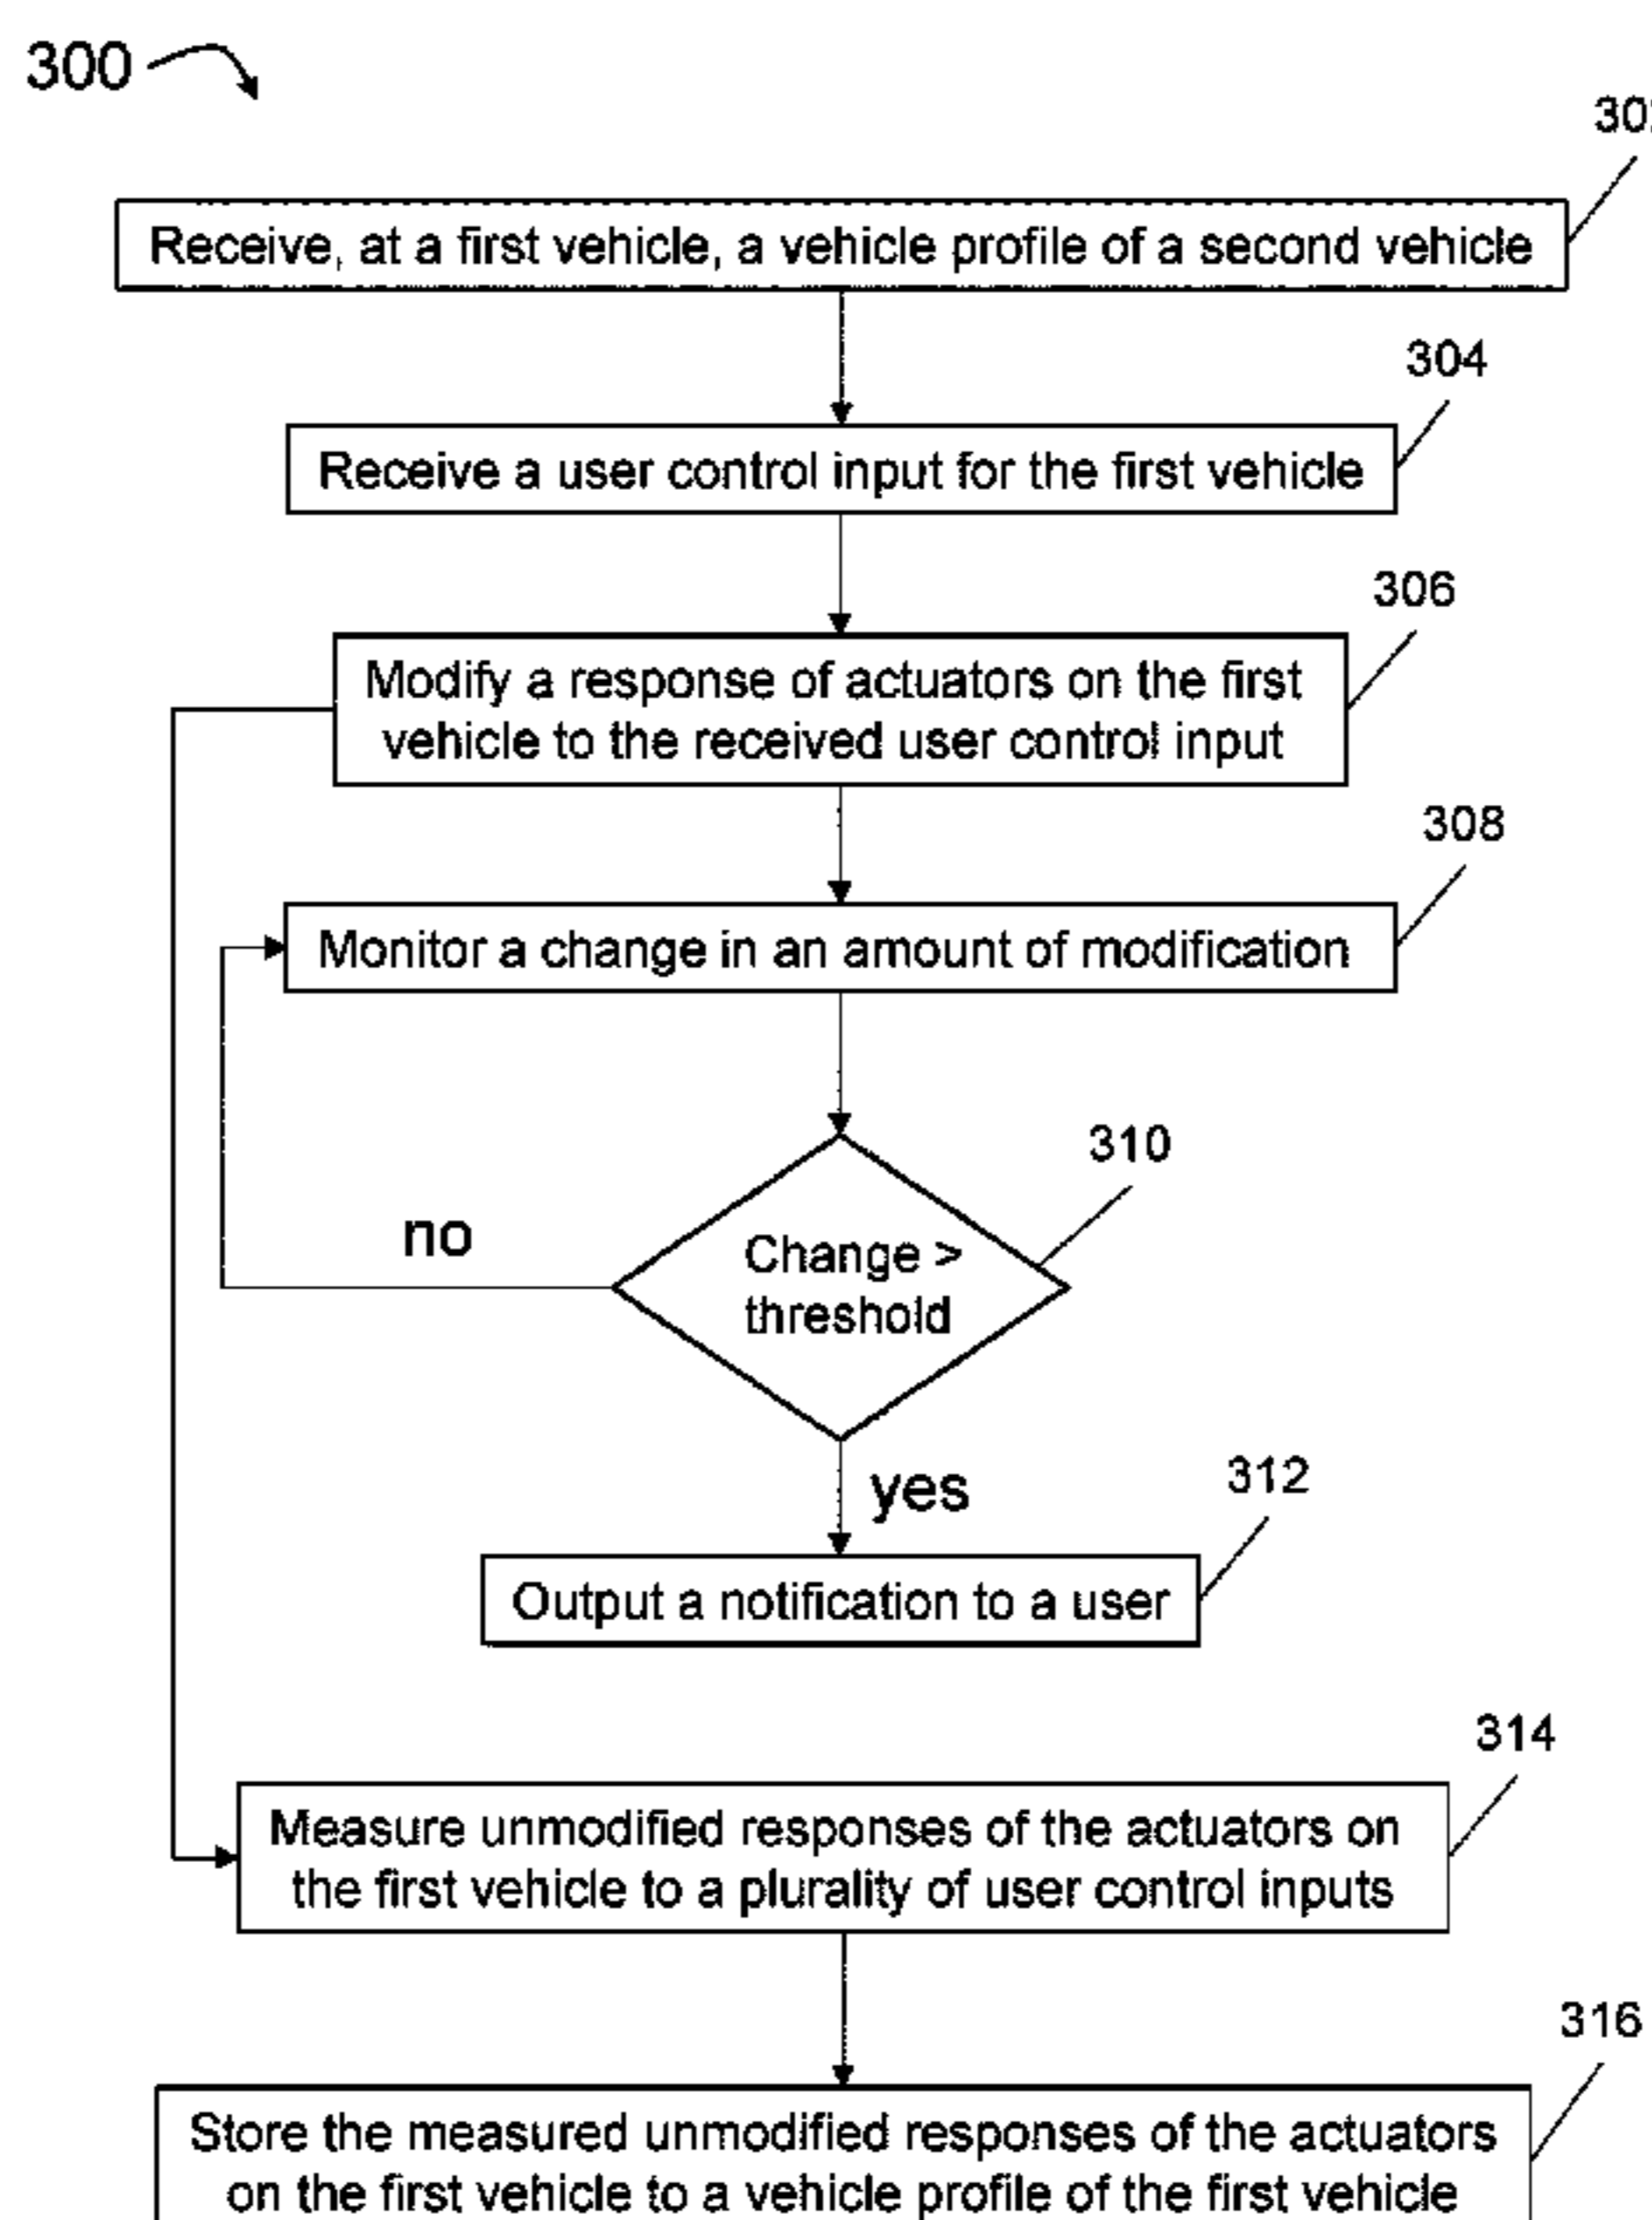 300
Receive, at a first vehicle, a vehicle profile of a second vehicle
304
Receive a user control input for the first vehicle
306
Modify a response of actuators on the first
vehicle to the received user control input
308
Monitor a change in an amount of modification
310
no
Change >
threshold
yes
312
Output a notification to a user
314
Measure unmodified responses of the actuators on
the first vehicle to a plurality of user control inputs
316
Store the measured unmodified responses of the actuators
on the first vehicle to a vehicle profile of the first vehicle